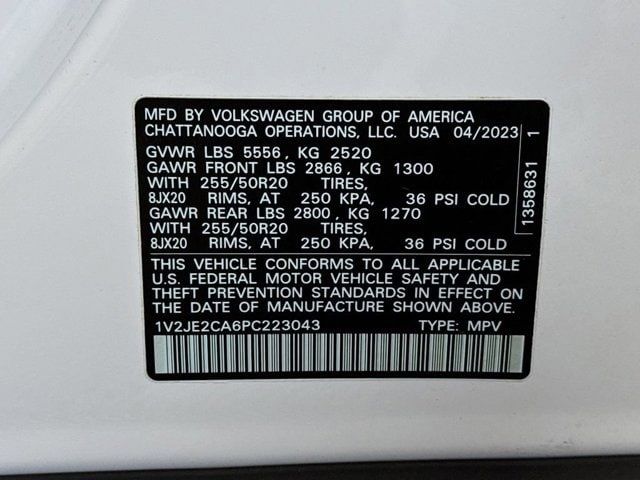 MFD BY VOLKSWAGEN GROUP OF AMERICA
CHATTANOOGA OPERATIONS, LLC. USA 04/2023
GVWR LBS 5556, KG 2520
GAWR FRONT LBS 2866, KG 1300
WITH 255/50R20 TIRES,
8JX20 RIMS, AT 250 KPA, 36 PSI COLD
GAWR REAR LBS 2800, KG 1270
WITH 255/50R20 TIRES,
8JX20 RIMS, AT 250 KPA, 36 PSI COLD
THIS VEHICLE CONFORMS TO ALL APPLICABLE
U.S. FEDERAL MOTOR VEHICLE SAFETY AND
THEFT PREVENTION STANDARDS IN EFFECT ON
THE DATE OF MANUFACTURE SHOWN ABOVE.
1V2JE2CA6PC223043 TYPE: MPV
1358631 1